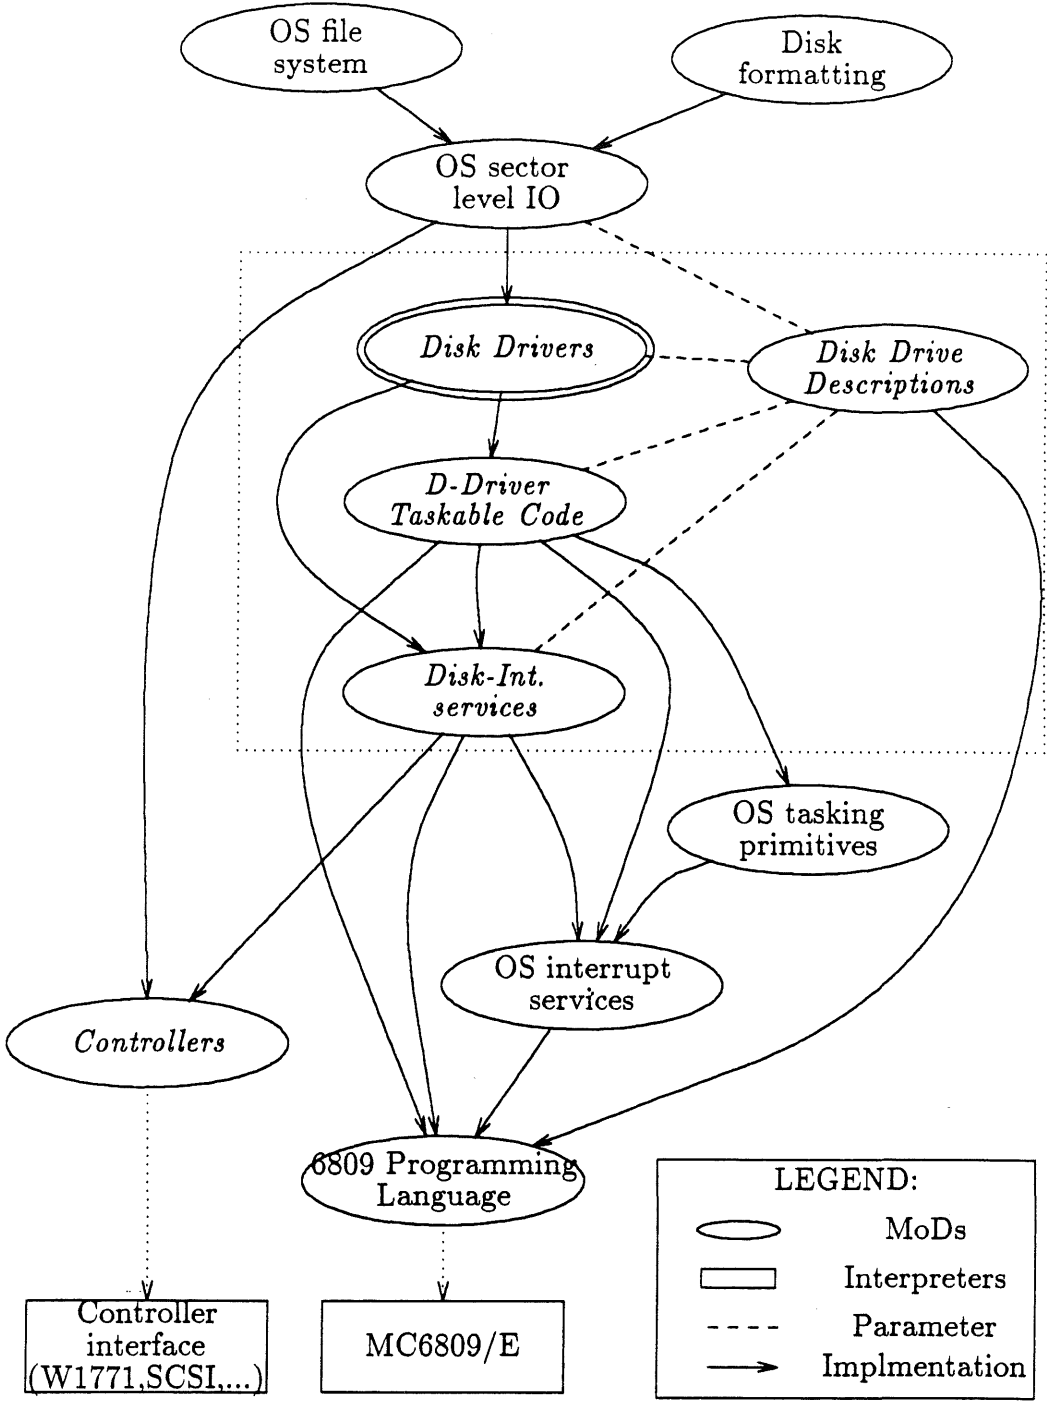 OS file
system
Disk
formatting
OS sector
level IO
Disk Drivers
Disk Drive
Descriptions
D-Driver
Taskable Code
Disk-Int.
services
OS tasking
primitives
OS interrupt
services
Controllers
6809 Programming
Language
Controller
interface
(W1771,SCSI,...)
MC6809/E
LEGEND:
MoDs
Interpreters
Parameter
Implmentation